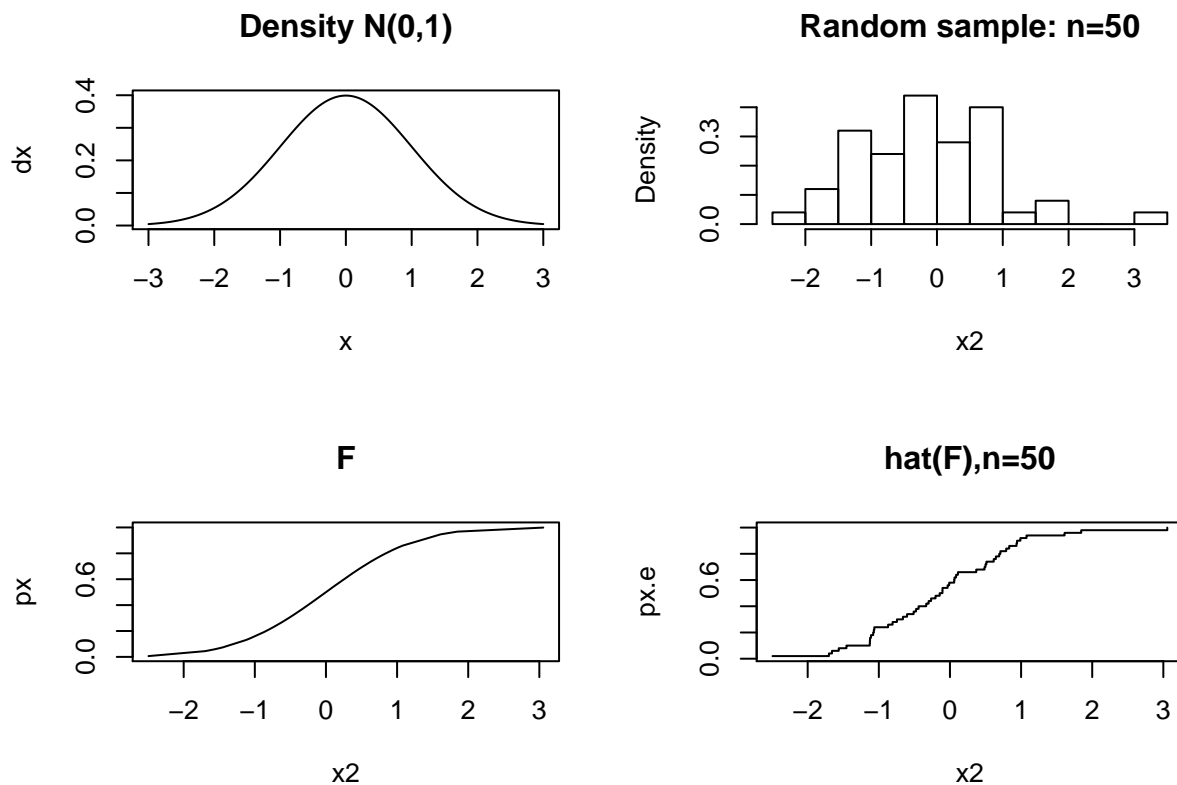 Density N(0,1)
dx
0.0
0.2
0.4
−3 −2 −1 0 1 2 3
x
Random sample: n=50
Density
0.0
0.3
−2 −1 0 1 2 3
x2
F
px
0.0
0.6
−2 −1 0 1 2 3
x2
hat(F),n=50
px.e
0.0
0.6
−2 −1 0 1 2 3
x2